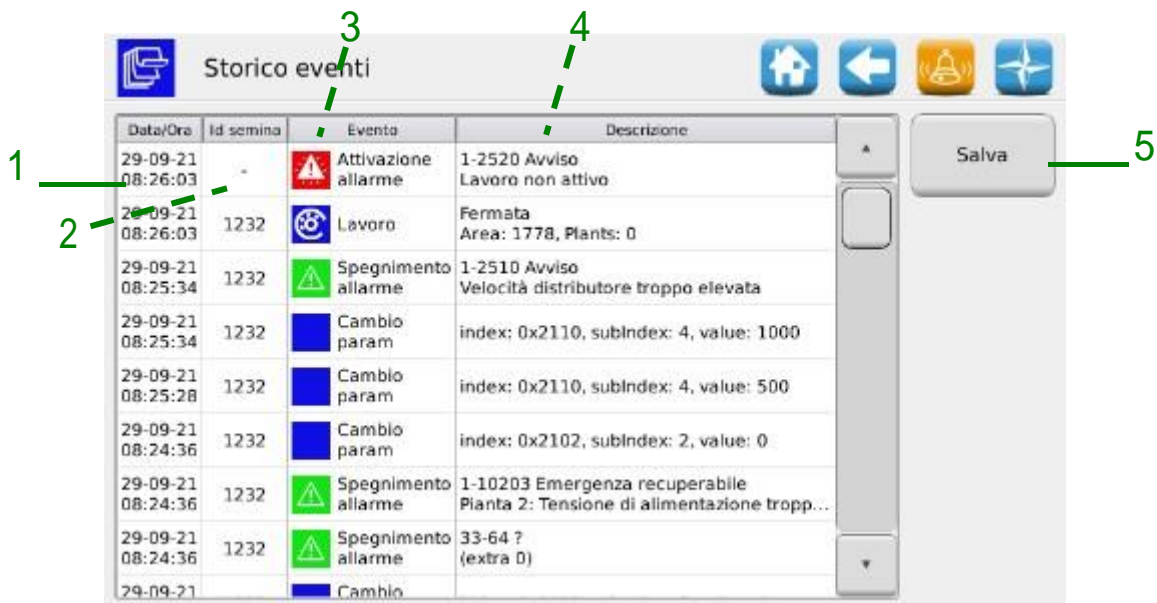 3
4
Storico eventi
Data/Ora Id semina Evento Descrizione
1
29-09-21 - Attivazione 1-2520 Avviso
08:26:03 allarme Lavoro non attivo
Salva
5
2
29-09-21 1232 Lavoro Fermata
08:26:03 Area: 1778, Plants: 0
29-09-21 1232 Spegnimento 1-2510 Avviso
08:25:34 allarme Velocità distributore troppo elevata
29-09-21 1232 Cambio index: 0x2110, subIndex: 4, value: 1000
08:25:34 param
29-09-21 1232 Cambio index: 0x2110, subIndex: 4, value: 500
08:25:28 param
29-09-21 1232 Cambio index: 0x2102, subIndex: 2, value: 0
08:24:36 param
29-09-21 1232 Spegnimento 1-10203 Emergenza recuperabile
08:24:36 allarme Pianta 2: Tensione di alimentazione tropp...
29-09-21 1232 Spegnimento 33-64 ?
08:24:36 allarme (extra 0)
29-09-21 Cambio